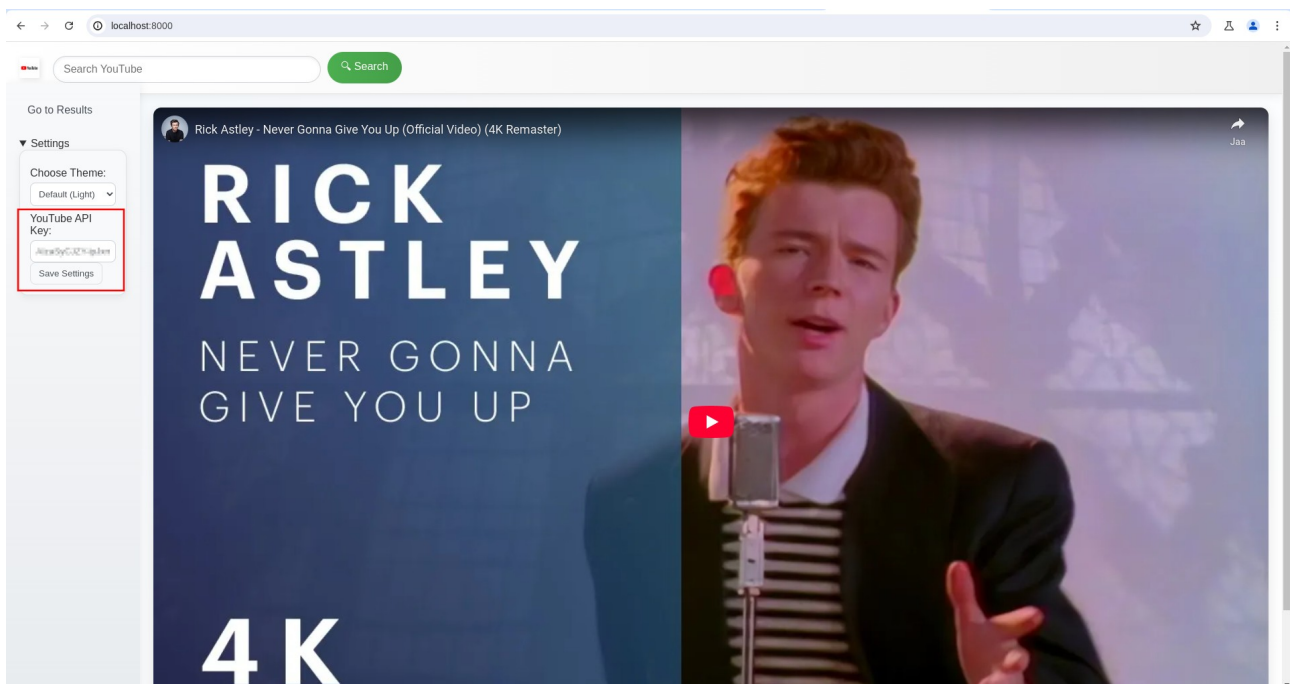 localhost:8000
Search YouTube
Search
Go to Results
▼ Settings
Choose Theme:
Default (Light)
YouTube API
Key:
Save Settings
Rick Astley - Never Gonna Give You Up (Official Video) (4K Remaster)
Jaa
RICK
ASTLEY
NEVER GONNA
GIVE YOU UP
4K